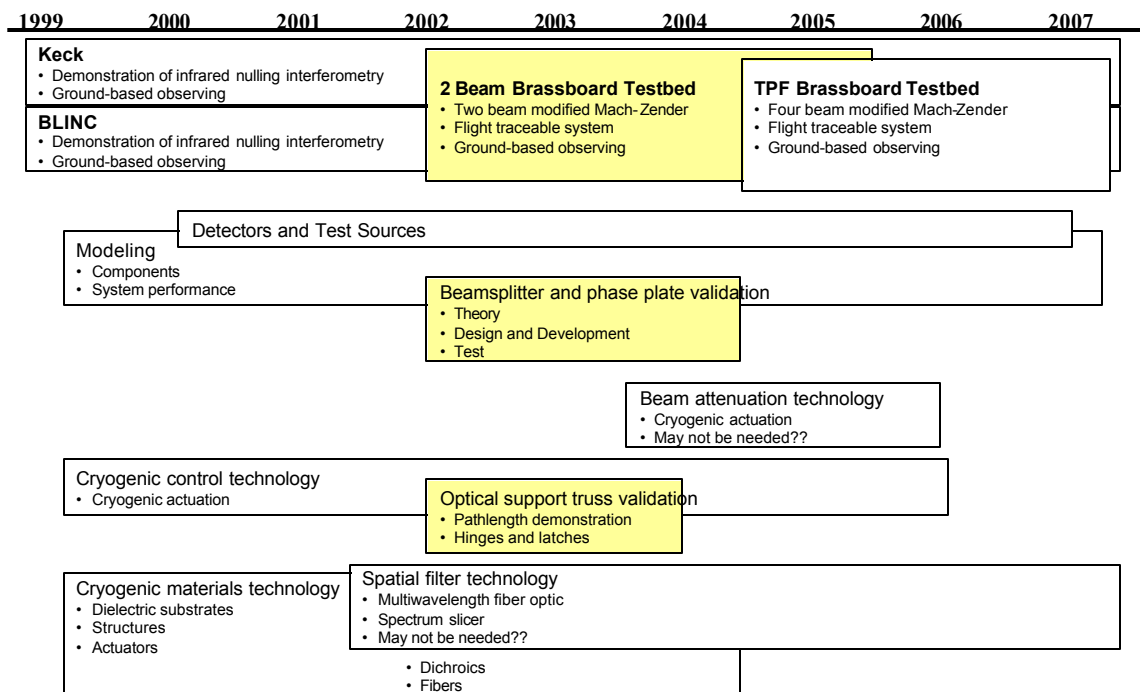 1999 2000 2001 2002 2003 2004 2005 2006 2007
Keck
• Demonstration of infrared nulling interferometry
• Ground-based observing
BLINC
• Demonstration of infrared nulling interferometry
• Ground-based observing
2 Beam Brassboard Testbed
• Two beam modified Mach-Zender
• Flight traceable system
• Ground-based observing
TPF Brassboard Testbed
• Four beam modified Mach-Zender
• Flight traceable system
• Ground-based observing
Detectors and Test Sources
Modeling
• Components
• System performance
Beamsplitter and phase plate validation
• Theory
• Design and Development
• Test
Beam attenuation technology
• Cryogenic actuation
• May not be needed??
Cryogenic control technology
• Cryogenic actuation
Optical support truss validation
• Pathlength demonstration
• Hinges and latches
Cryogenic materials technology
• Dielectric substrates
• Structures
• Actuators
Spatial filter technology
• Multiwavelength fiber optic
• Spectrum slicer
• May not be needed??
• Dichroics
• Fibers